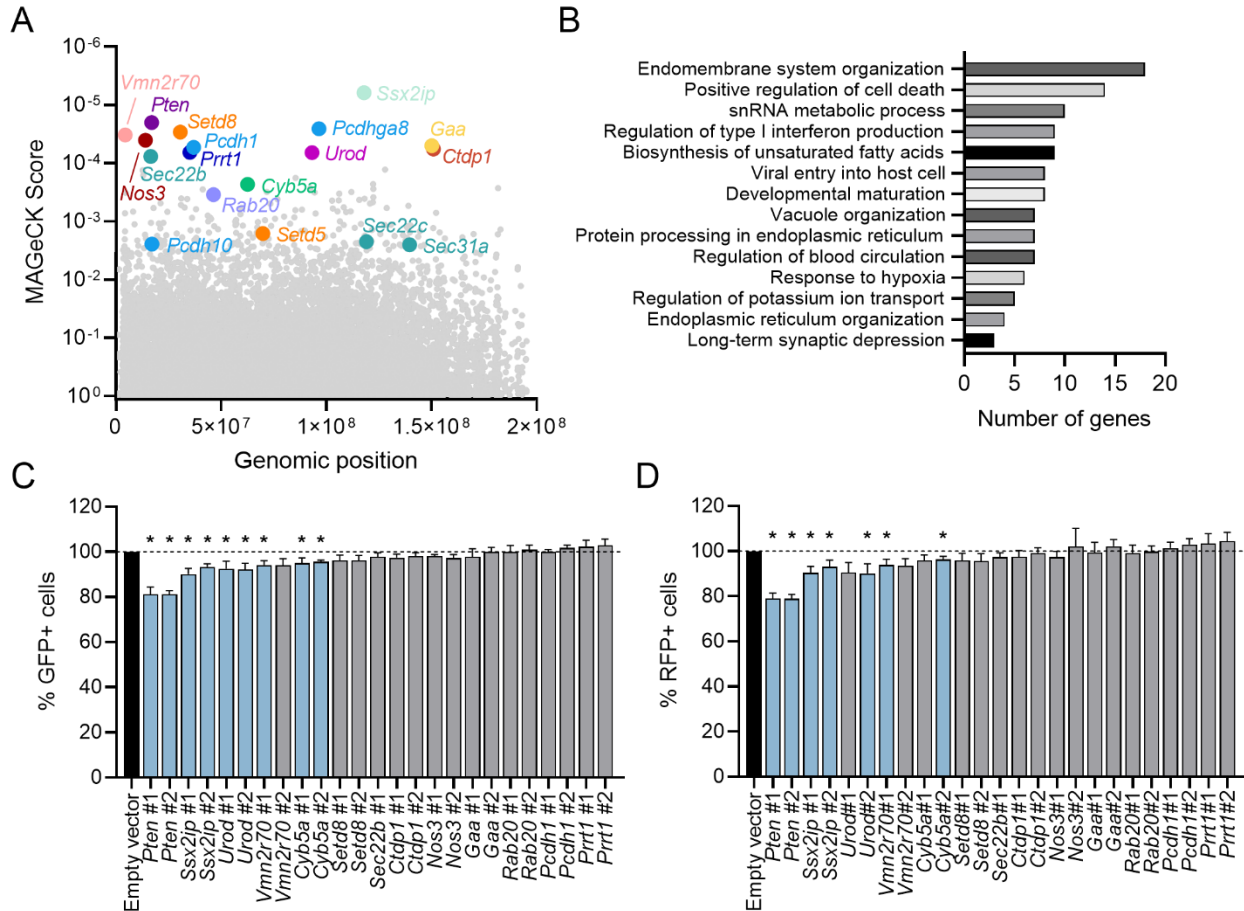 A
MAGeCK Score
10⁻⁶
10⁻⁵
10⁻⁴
10⁻³
10⁻²
10⁻¹
10⁰
Vmn2r70
Pten
Setd8
Pcdh1
Prrt1
Sec22b
Nos3
Rab20
Cyb5a
Pcdh10
Setd5
Ssx2ip
Pcdhga8
Urod
Gaa
Ctdp1
Sec22c
Sec31a
0
5×10⁷
1×10⁸
1.5×10⁸
2×10⁸
Genomic position
B
Endomembrane system organization
Positive regulation of cell death
snRNA metabolic process
Regulation of type I interferon production
Biosynthesis of unsaturated fatty acids
Viral entry into host cell
Developmental maturation
Vacuole organization
Protein processing in endoplasmic reticulum
Regulation of blood circulation
Response to hypoxia
Regulation of potassium ion transport
Endoplasmic reticulum organization
Long-term synaptic depression
0 5 10 15 20
Number of genes
C
% GFP+ cells
120
100
80
60
40
20
0
* * * * * * * * *
Empty vector
Pten #1
Pten #2
Ssx2ip #1
Ssx2ip #2
Urod #1
Urod #2
Vmn2r70 #1
Vmn2r70 #2
Cyb5a #1
Cyb5a #2
Setd8 #1
Setd8 #2
Sec22b #1
Ctdp1 #1
Ctdp1 #2
Nos3 #1
Nos3 #2
Gaa #1
Gaa #2
Rab20 #1
Rab20 #2
Pcdh1 #1
Pcdh1 #2
Prrt1 #1
Prrt1 #2
D
% RFP+ cells
120
100
80
60
40
20
0
* * * * * * *
Empty vector
Pten #1
Pten #2
Ssx2ip #1
Ssx2ip #2
Urod#1
Urod#2
Vmn2r70#1
Vmn2r70#2
Cyb5a#1
Cyb5a#2
Setd8#1
Setd8 #2
Sec22b#1
Ctdp1#1
Ctdp1#2
Nos3#1
Nos3#2
Gaa#1
Gaa#2
Rab20#1
Rab20#2
Pcdh1#1
Pcdh1#2
Prrt1#1
Prrt1#2